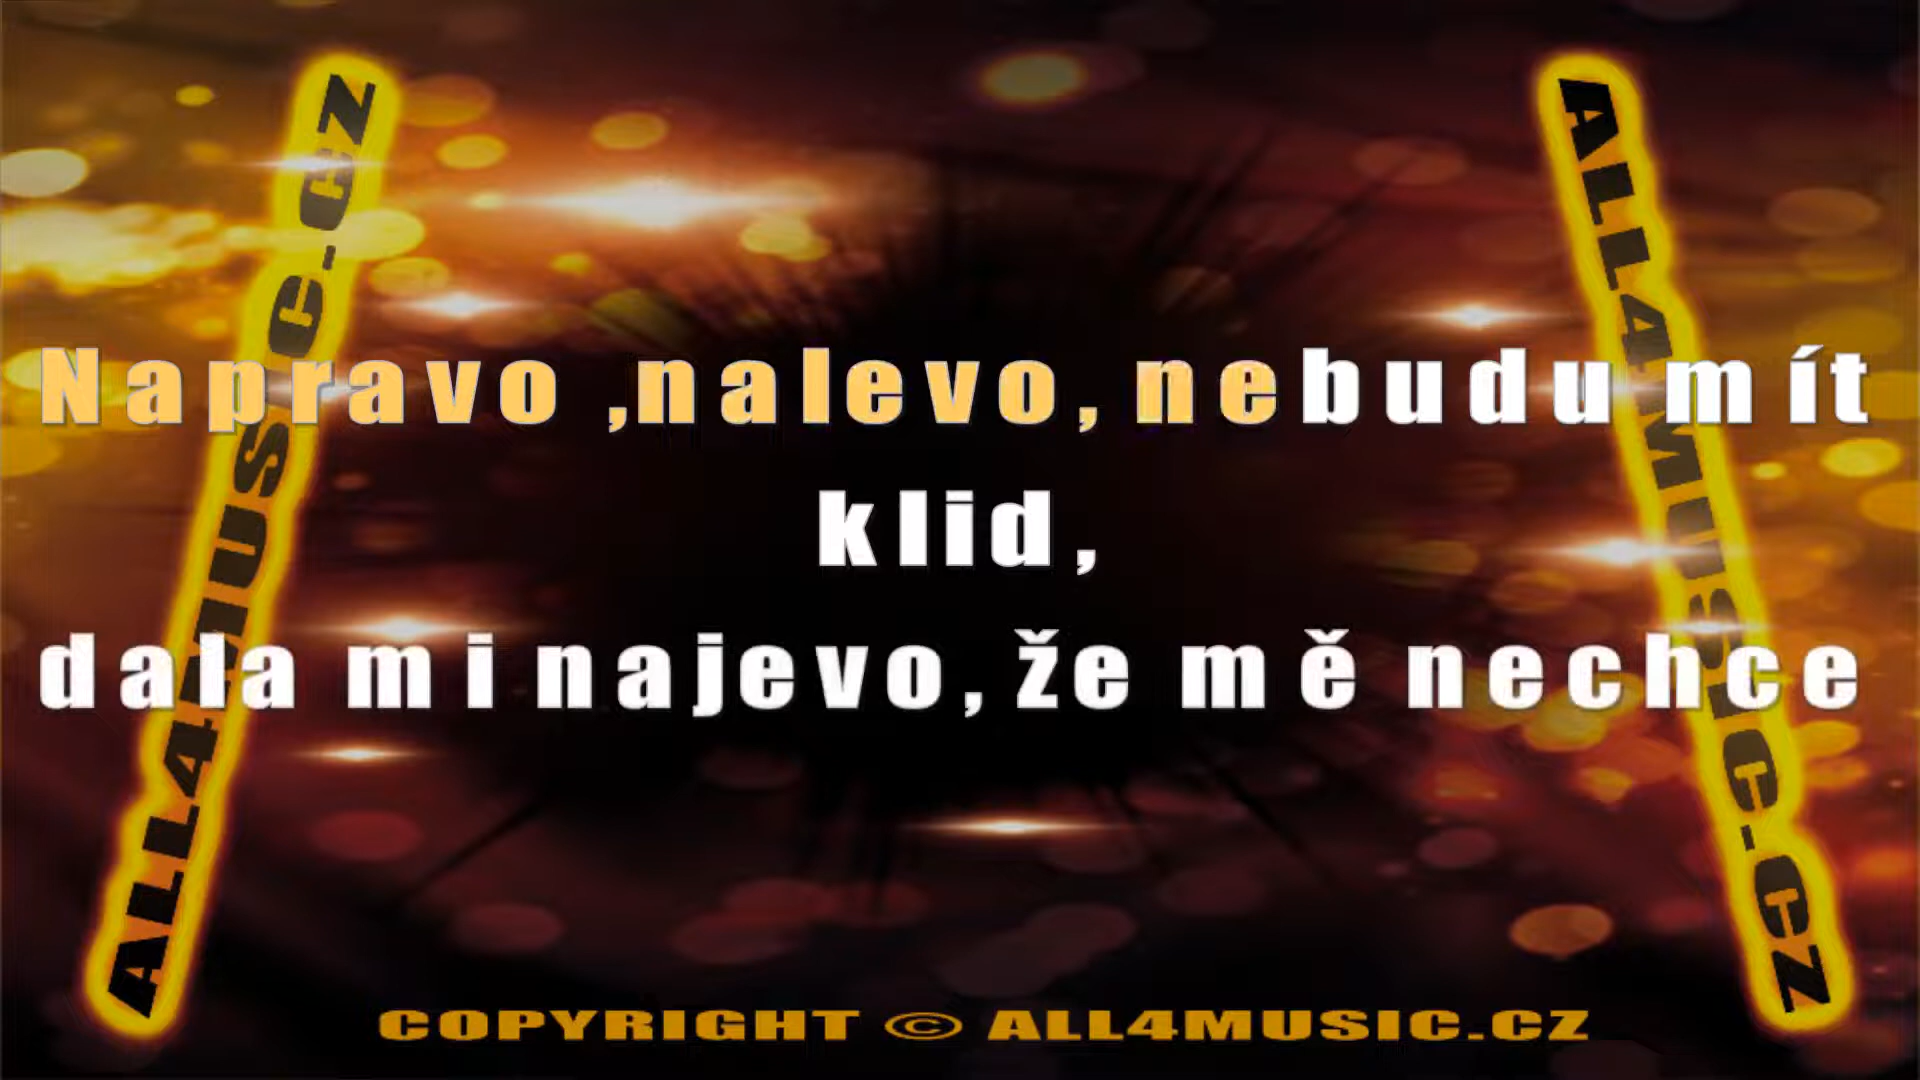 ALL4MUSIC.CZ
ALL4MUSIC.CZ
Napravo ,nalevo, nebudu mít
klid,
dala mi najevo, že mě nechce
COPYRIGHT © ALL4MUSIC.CZ